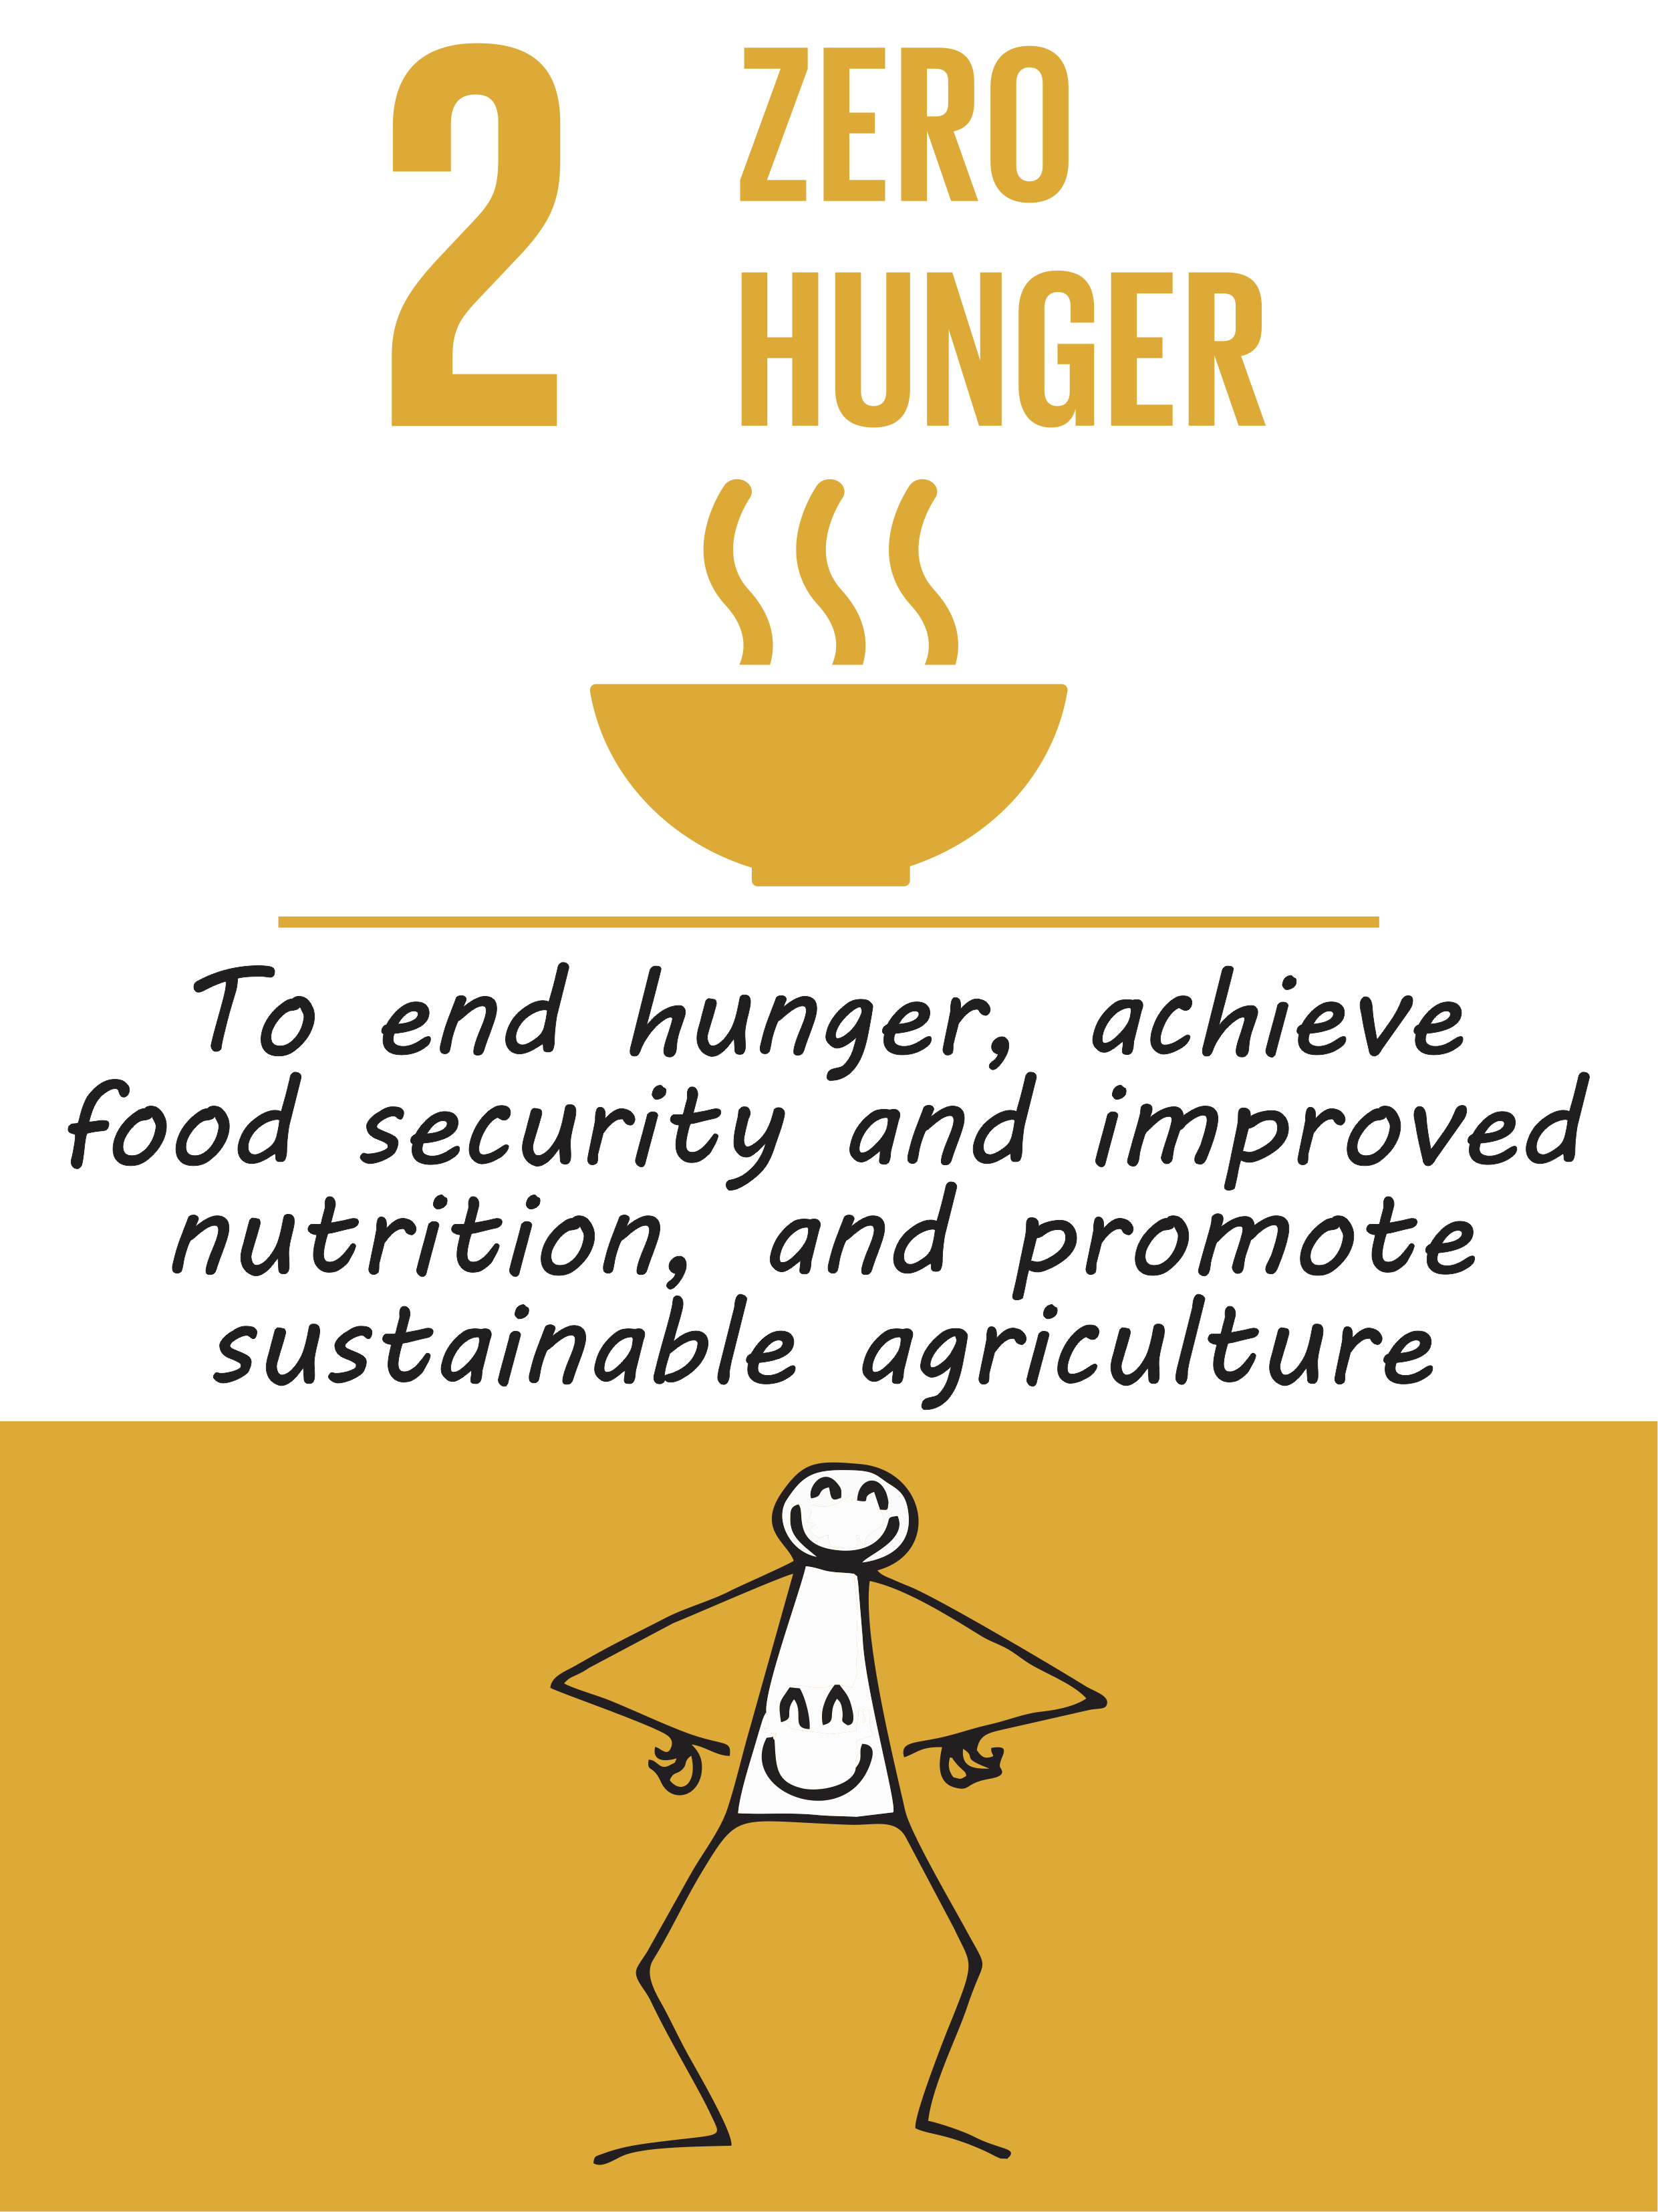 2
ZERO
HUNGER
To end hunger, achieve
food security and improved
nutrition, and promote
sustainable agriculture